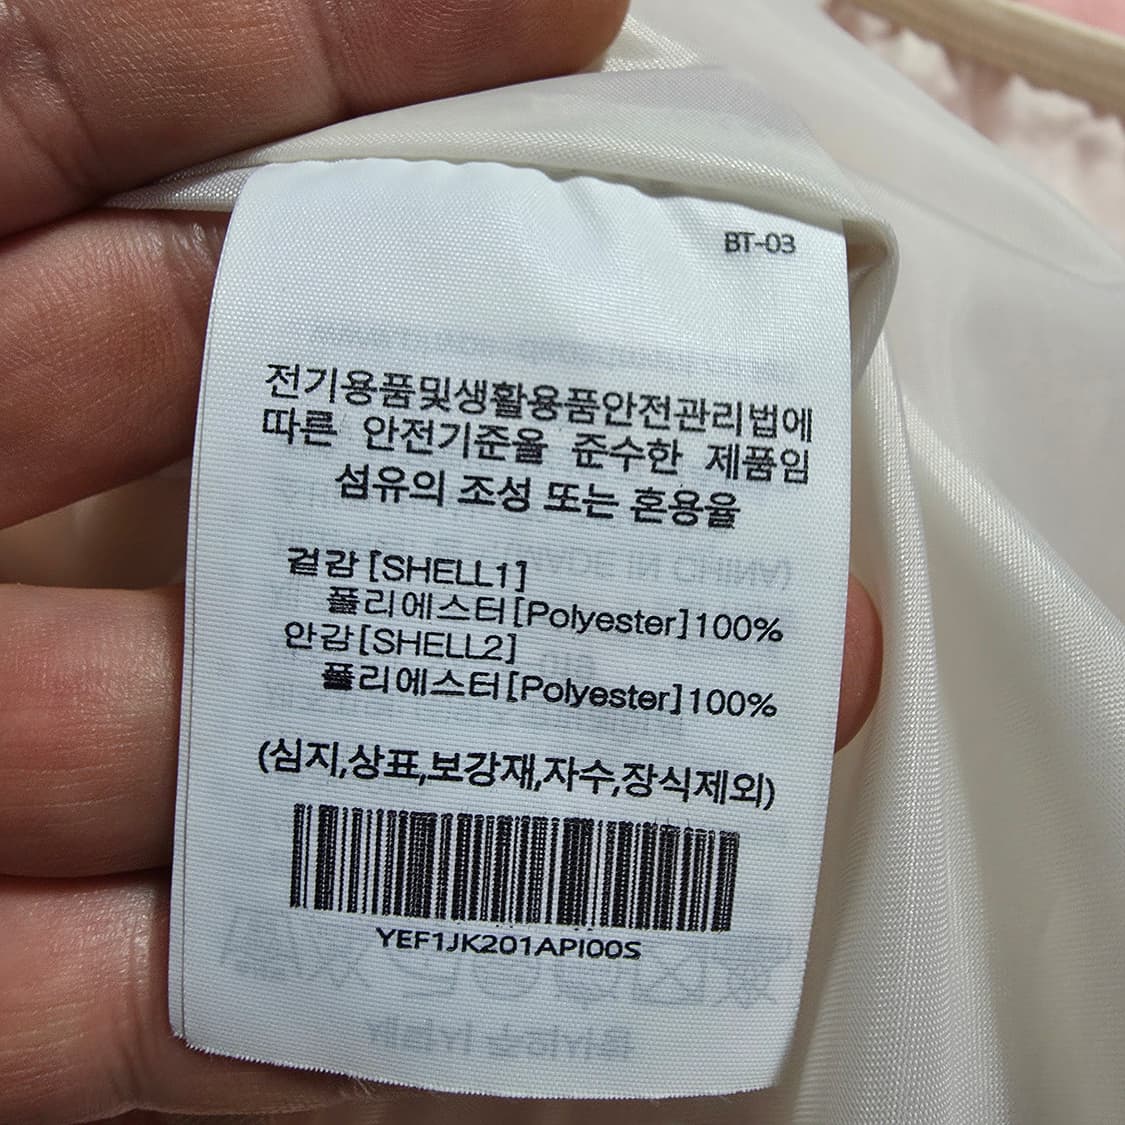 BT-03
전기용품및생활용품안전관리법에
따른 안전기준을 준수한 제품임
섬유의 조성 또는 혼용율
겉감 [SHELL1]
폴리에스터[Polyester]100%
안감[SHELL2]
폴리에스터[Polyester]100%
(심지,상표,보강재,자수,장식제외)
YEF1JK201API00S